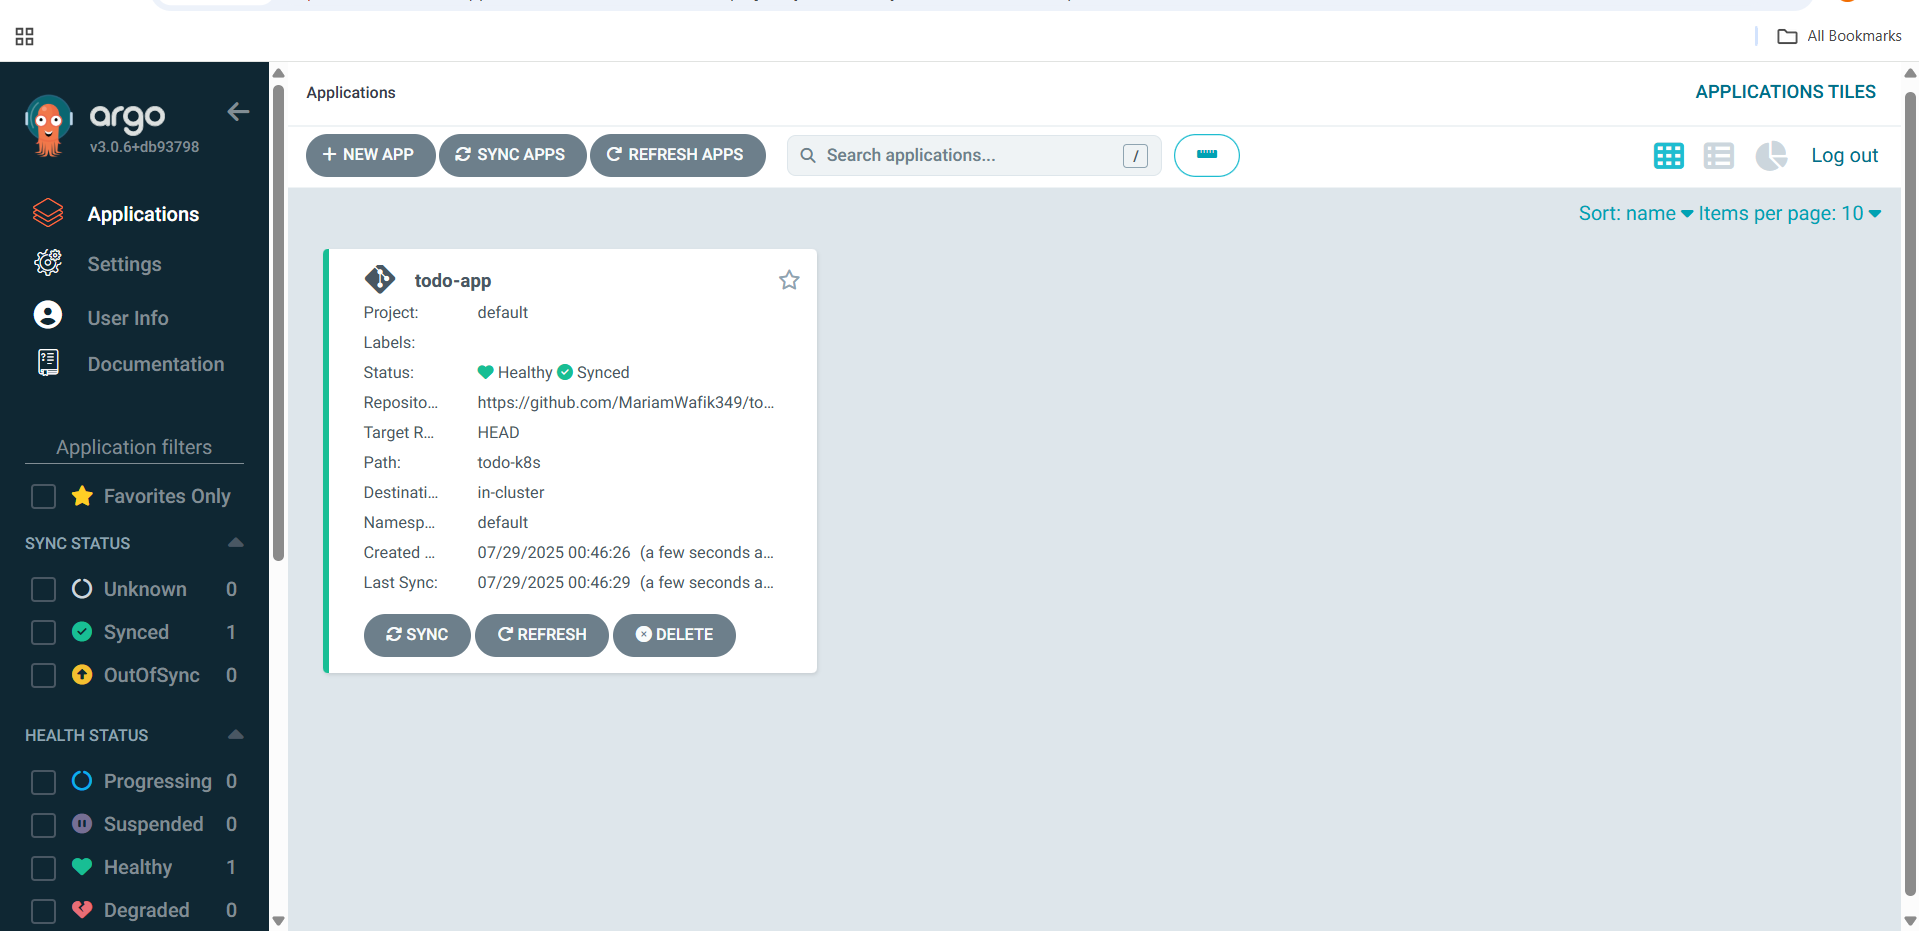 All Bookmarks
argo
v3.0.6+db93798
Applications
Settings
User Info
Documentation
Application filters
Favorites Only
SYNC STATUS
Unknown 0
Synced 1
OutOfSync 0
HEALTH STATUS
Progressing 0
Suspended 0
Healthy 1
Degraded 0
Applications
APPLICATIONS TILES
+ NEW APP
SYNC APPS
REFRESH APPS
Search applications...
/
Log out
Sort: name Items per page: 10
todo-app
Project: default
Labels:
Status: Healthy Synced
Reposito... https://github.com/MariamWafik349/to...
Target R... HEAD
Path: todo-k8s
Destinati... in-cluster
Namesp... default
Created ... 07/29/2025 00:46:26 (a few seconds a...
Last Sync: 07/29/2025 00:46:29 (a few seconds a...
SYNC REFRESH DELETE